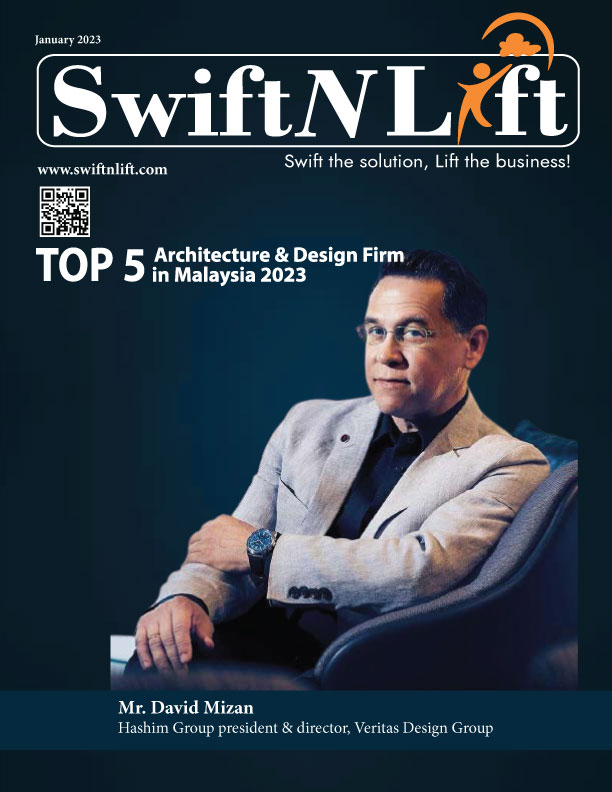 January 2023
SwiftNLift
Swift the solution, Lift the business!
www.swiftnlift.com
TOP 5 Architecture & Design Firm
in Malaysia 2023
Mr. David Mizan
Hashim Group president & director, Veritas Design Group